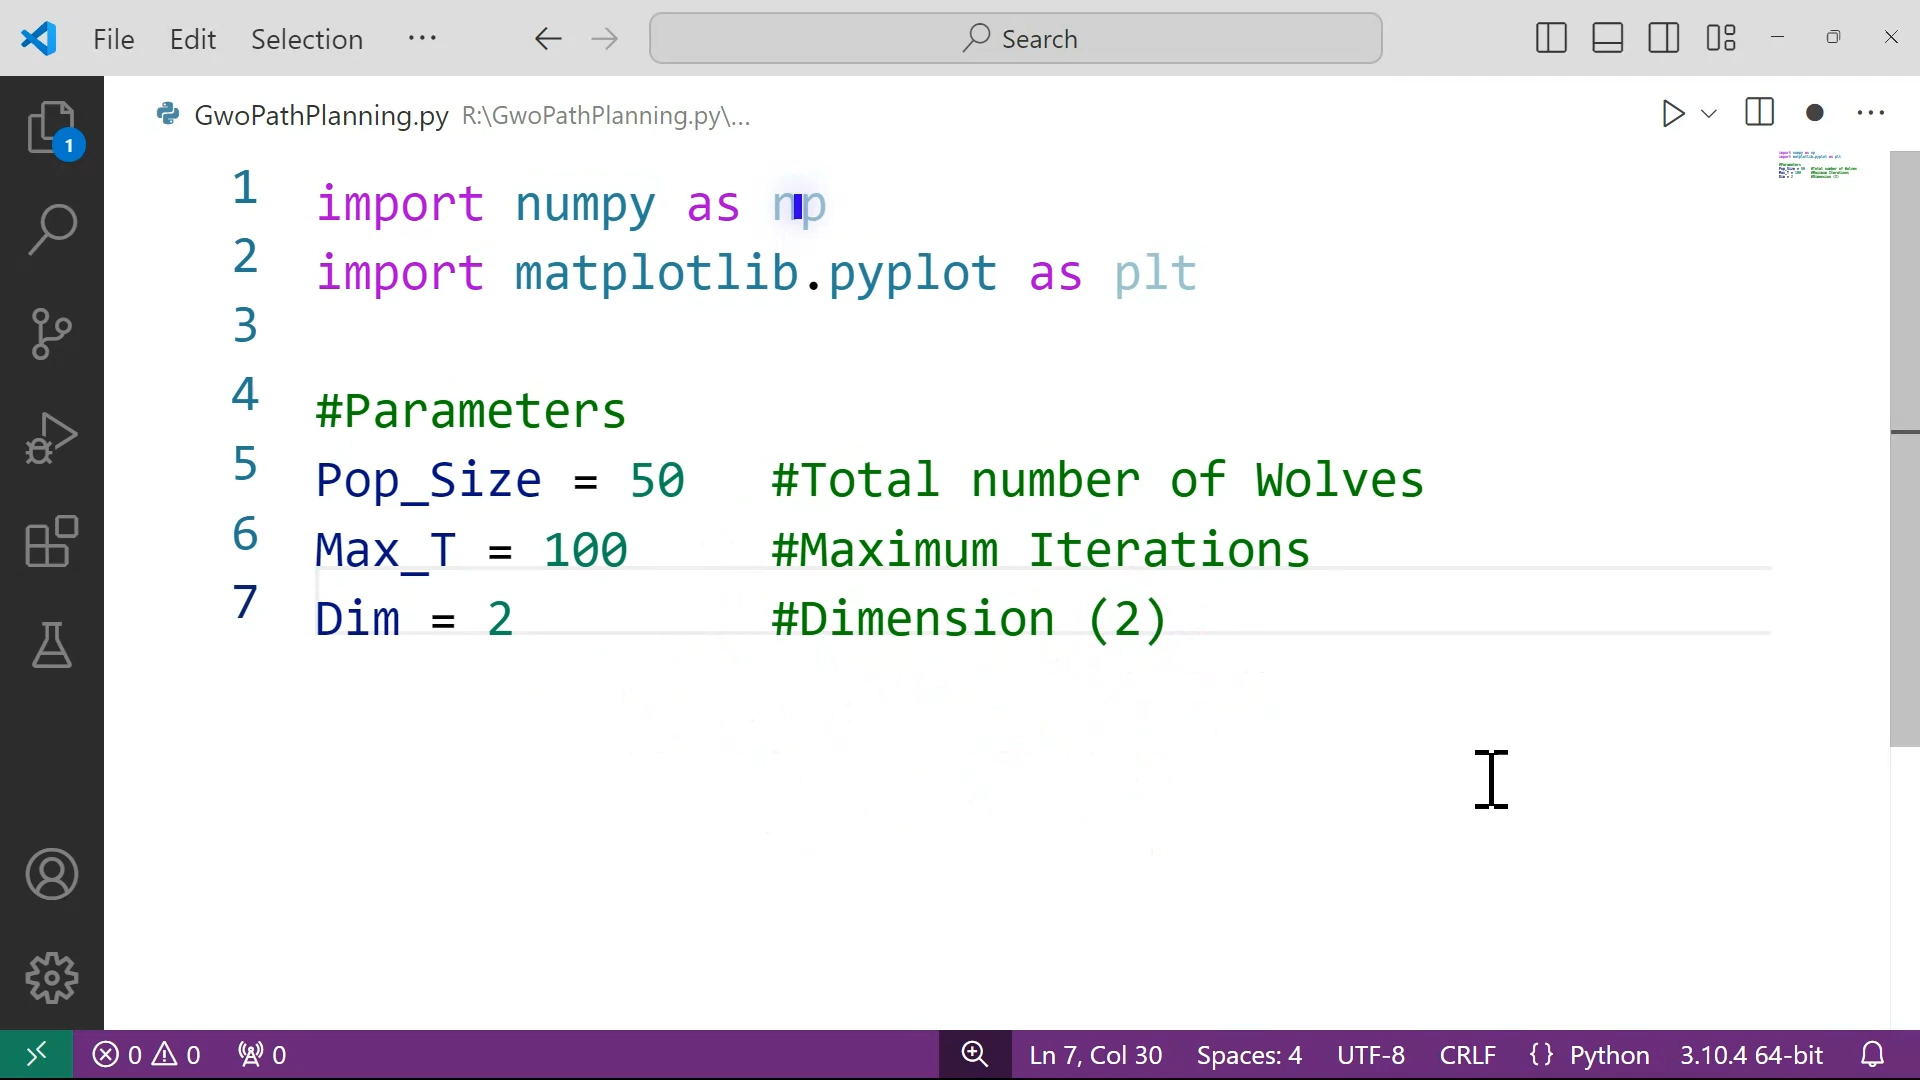 File Edit Selection ··· Search
GwoPathPlanning.py R:\GwoPathPlanning.py\...
1 import numpy as np
2 import matplotlib.pyplot as plt
3
4 #Parameters
5 Pop_Size = 50 #Total number of Wolves
6 Max_T = 100 #Maximum Iterations
7 Dim = 2 #Dimension (2)
1
0 0 0 Ln 7, Col 30 Spaces: 4 UTF-8 CRLF {} Python 3.10.4 64-bit